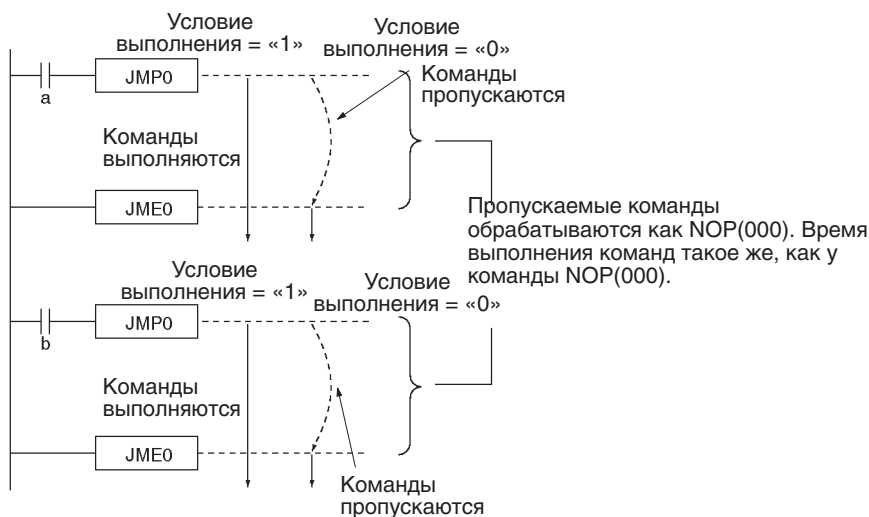 Условие
выполнения = «1»
Условие
выполнения = «0»
JMP0
a
Команды
пропускаются
Команды
выполняются
JME0
Пропускаемые команды
обрабатываются как NOP(000). Время
выполнения команд такое же, как у
команды NOP(000).
Условие
выполнения = «1»
Условие
выполнения = «0»
JMP0
b
Команды
выполняются
JME0
Команды
пропускаются